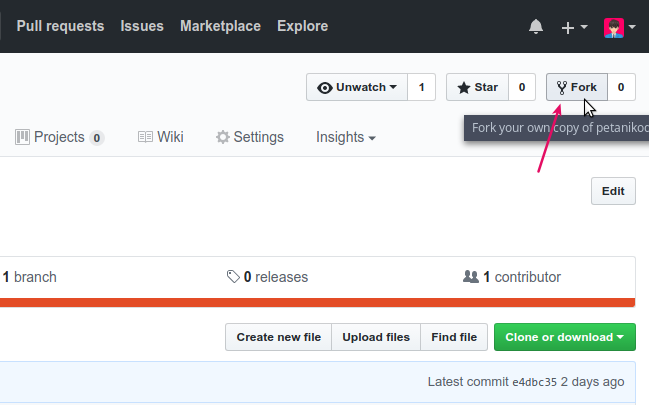 Pull requests Issues Marketplace Explore
Unwatch 1 Star 0 Fork 0
Projects 0 Wiki Settings Insights
Fork your own copy of
Edit
1 branch 0 releases 1 contributor
Create new file Upload files Find file Clone or download
Latest commit e4dbc35 2 days ago